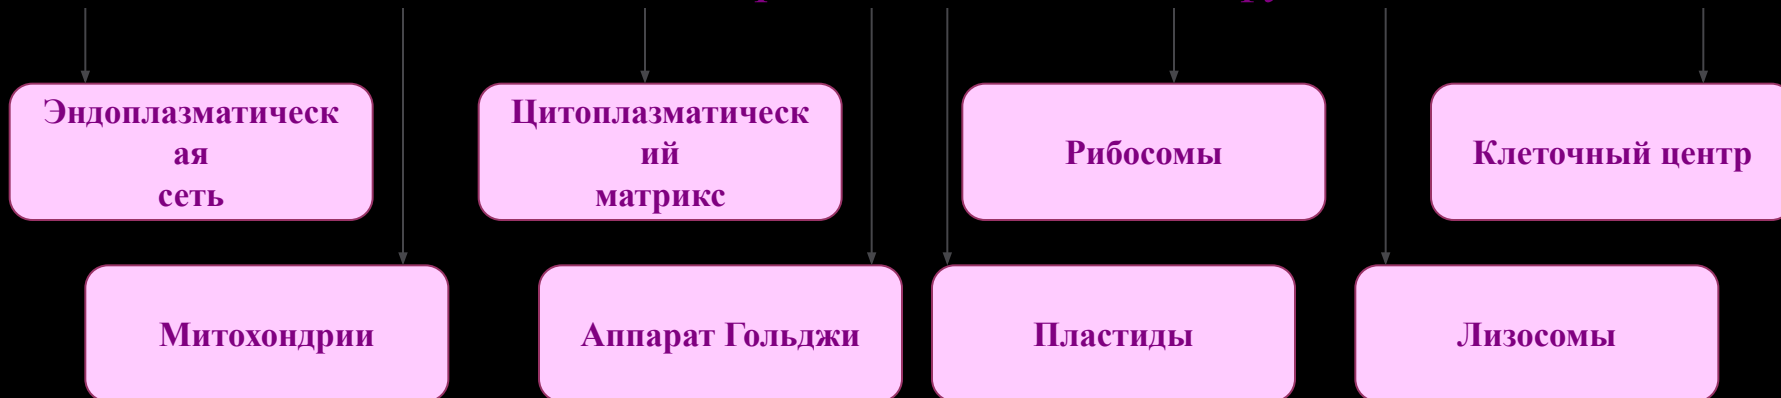 Эндоплазматическ
ая
сеть
Цитоплазматическ
ий
матрикс
Рибосомы
Клеточный центр
Митохондрии
Аппарат Гольджи
Пластиды
Лизосомы